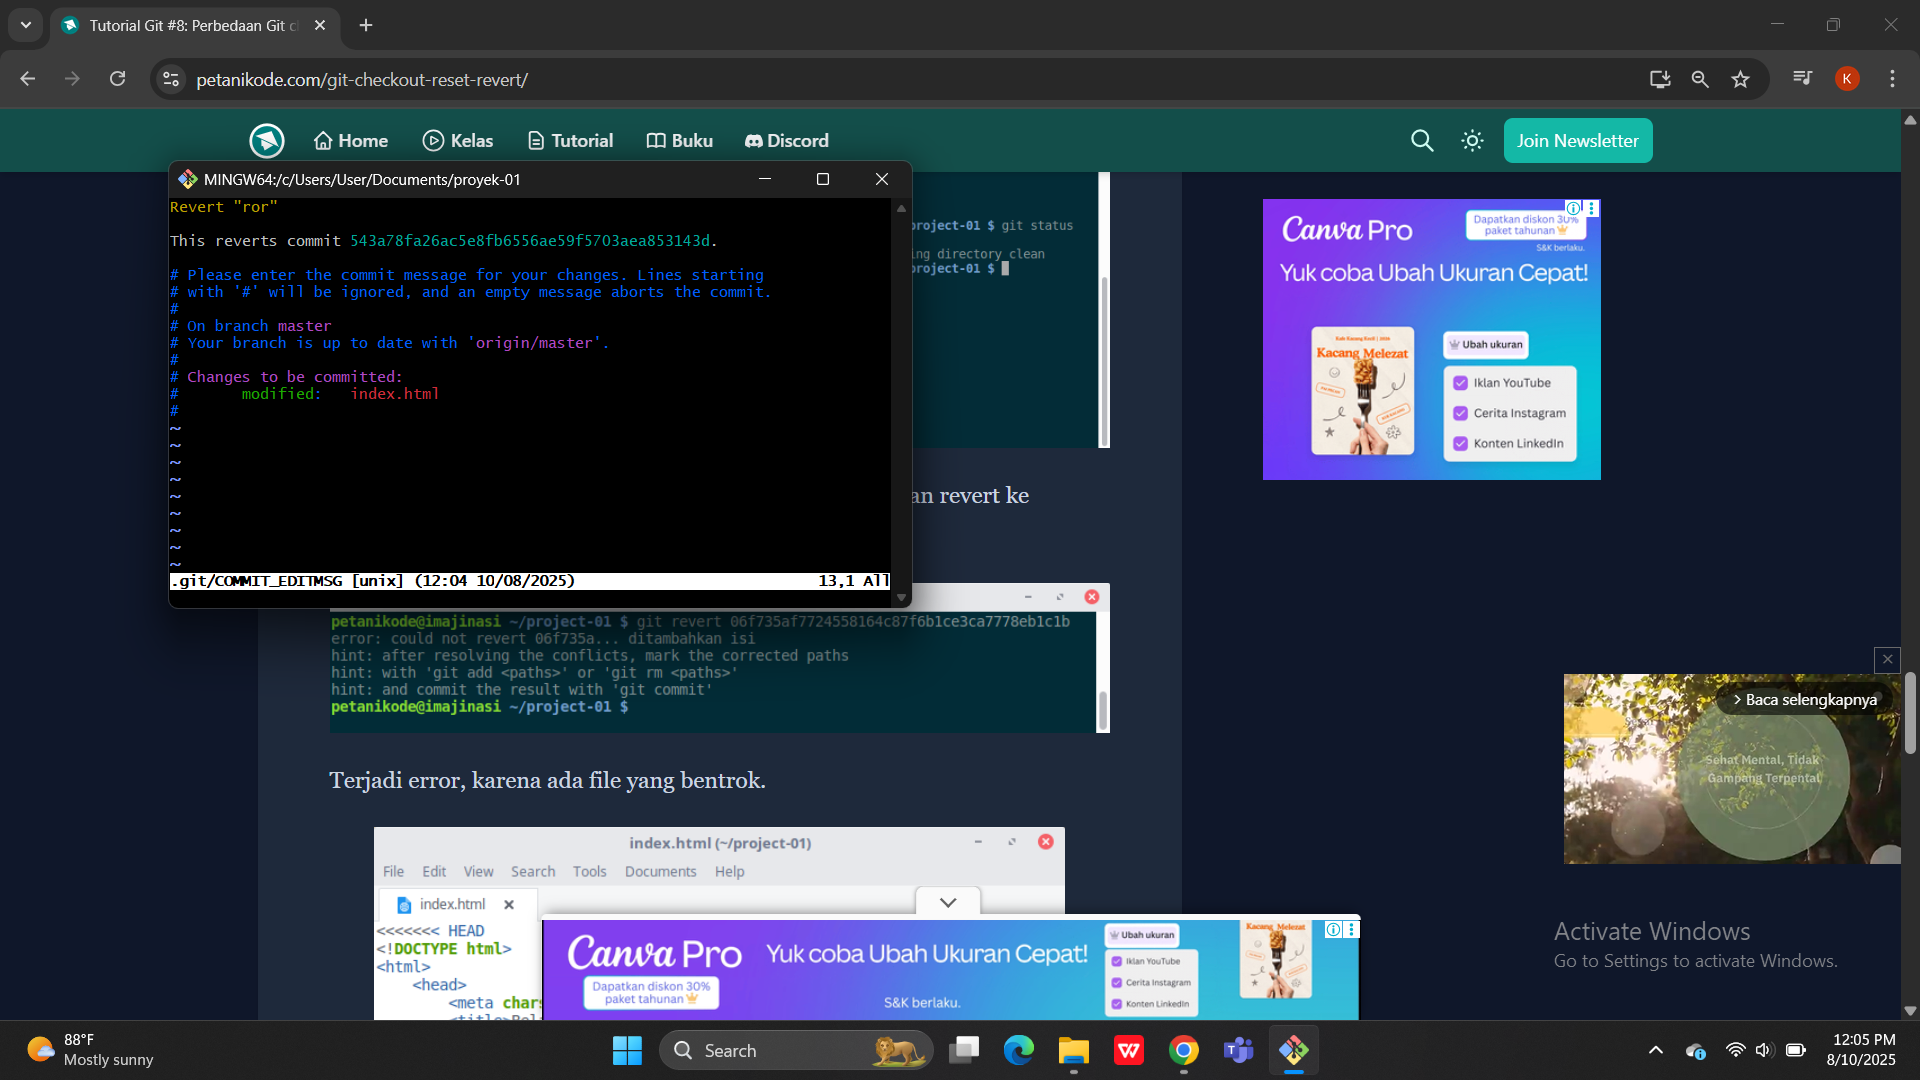 Tutorial Git #8: Perbedaan Git c
petanikode.com/git-checkout-reset-revert/
K
Home
Kelas
Tutorial
Buku
Discord
Join Newsletter
MINGW64:/c/Users/User/Documents/proyek-01
Revert "ror"
This reverts commit 543a78fa26ac5e8fb6556ae59f5703aea853143d.
# Please enter the commit message for your changes. Lines starting
# with '#' will be ignored, and an empty message aborts the commit.
#
# On branch master
# Your branch is up to date with 'origin/master'.
#
# Changes to be committed:
#       modified:   index.html
#
~
~
~
~
~
~
~
~
~
.git/COMMIT_EDITMSG [unix] (12:04 10/08/2025)
13,1 All
project-01 $ git status
ing directory clean
project-01 $
an revert ke
petanikode@imajinasi ~/project-01 $ git revert 06f735af7724558164c87f6b1ce3ca7778eb1c1b
error: could not revert 06f735a... ditambahkan isi
hint: after resolving the conflicts, mark the corrected paths
hint: with 'git add <paths>' or 'git rm <paths>'
hint: and commit the result with 'git commit'
petanikode@imajinasi ~/project-01 $
Terjadi error, karena ada file yang bentrok.
index.html (~/project-01)
File Edit View Search Tools Documents Help
index.html
<<<<<<< HEAD
<!DOCTYPE html>
<html>
<head>
<meta chars
Canva Pro
Dapatkan diskon 30%
paket tahunan
S&K berlaku.
Yuk coba Ubah Ukuran Cepat!
Kacang Melezat
Ubah ukuran
Iklan YouTube
Cerita Instagram
Konten LinkedIn
> Baca selengkapnya
Sehat Mental, Tidak
Gampang Terpental
Canva Pro
Dapatkan diskon 30%
paket tahunan
Yuk coba Ubah Ukuran Cepat!
S&K berlaku.
Ubah ukuran
Iklan YouTube
Cerita Instagram
Konten LinkedIn
Kacang Melezat
Activate Windows
Go to Settings to activate Windows.
88°F
Mostly sunny
Search
12:05 PM
8/10/2025